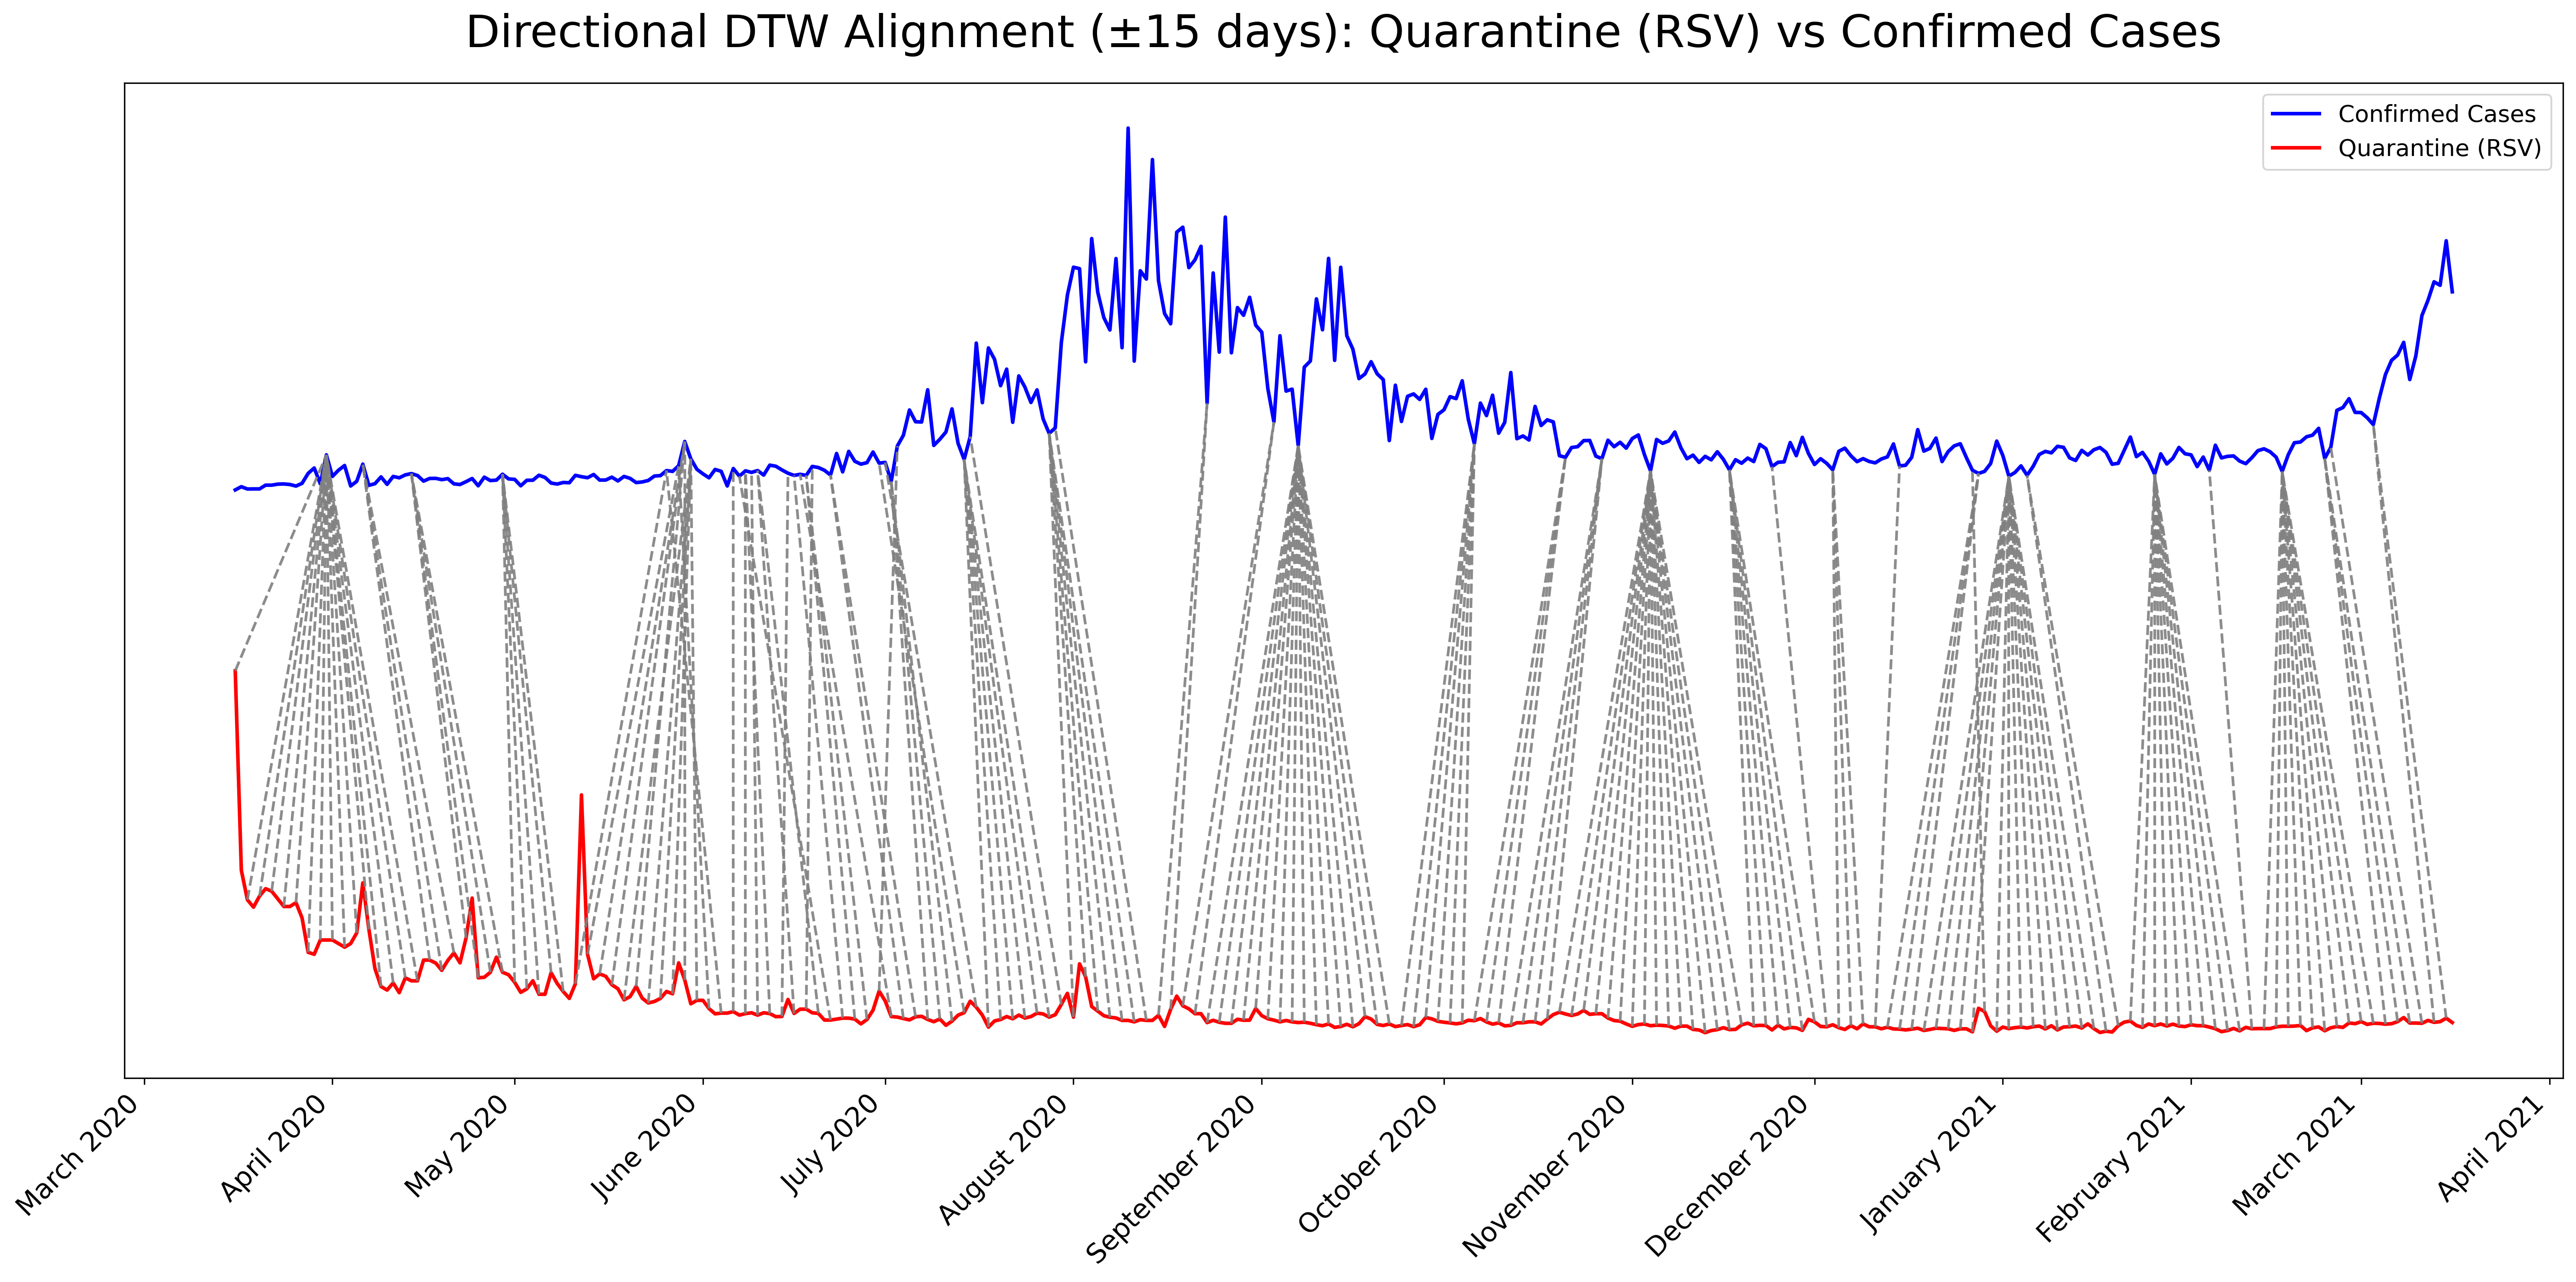 Directional DTW Alignment (±15 days): Quarantine (RSV) vs Confirmed Cases
Confirmed Cases
Quarantine (RSV)
March 2020
April 2020
May 2020
June 2020
July 2020
August 2020
September 2020
October 2020
November 2020
December 2020
January 2021
February 2021
March 2021
April 2021